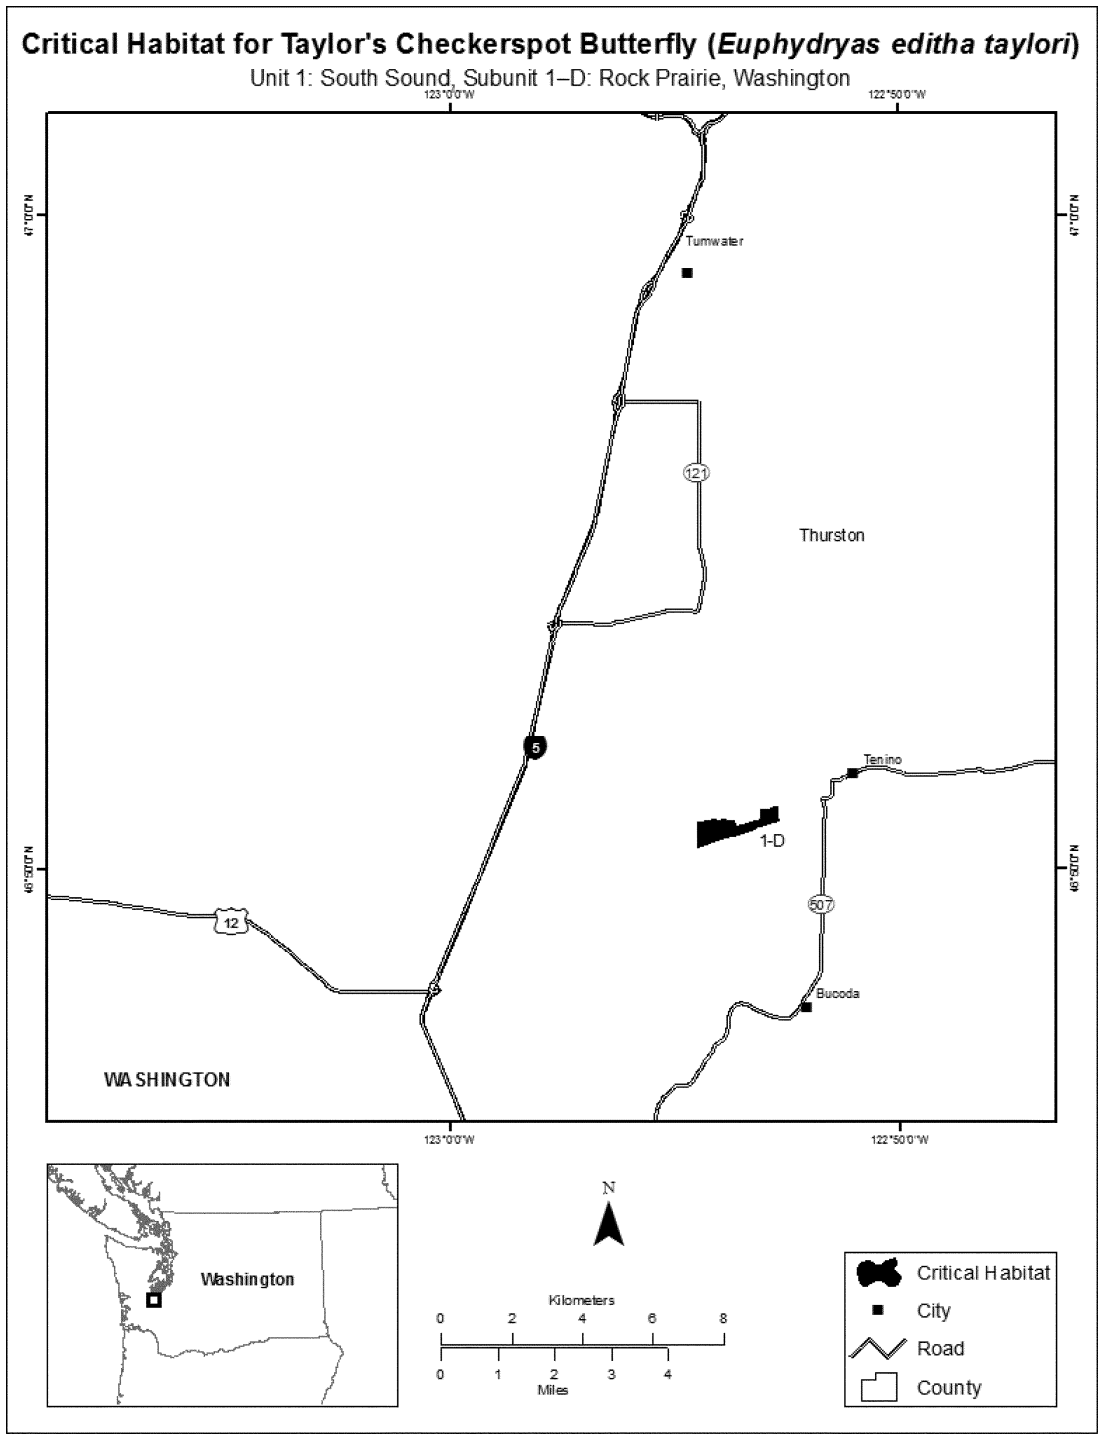 Critical Habitat for Taylor's Checkerspot Butterfly (Euphydryas editha taylori)
Unit 1: South Sound, Subunit 1–D: Rock Prairie, Washington
123°0'0"W
122°50'0"W
47°0'0"N
47°0'0"N
Tumwater
121
Thurston
5
Tenino
1-D
46°50'0"N
46°50'0"N
12
507
Bucoda
WASHINGTON
123°0'0"W
122°50'0"W
Washington
N
Kilometers
0 2 4 6 8
0 1 2 3 4
Miles
Critical Habitat
City
Road
County